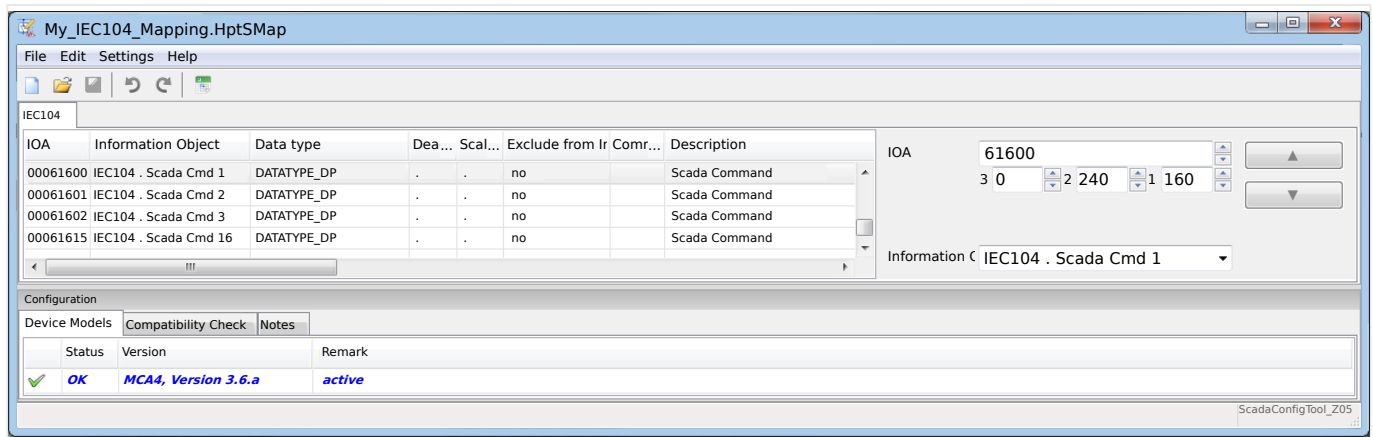 My_IEC104_Mapping.HptSMap
File Edit Settings Help
IEC104
IOA Information Object Data type Dea... Scal... Exclude from Ir Comr... Description
00061600 IEC104 . Scada Cmd 1 DATATYPE_DP . . no Scada Command
00061601 IEC104 . Scada Cmd 2 DATATYPE_DP . . no Scada Command
00061602 IEC104 . Scada Cmd 3 DATATYPE_DP . . no Scada Command
00061615 IEC104 . Scada Cmd 16 DATATYPE_DP . . no Scada Command
IOA 61600
3 0 2 240 1 160
Information C IEC104 . Scada Cmd 1
Configuration
Device Models Compatibility Check Notes
Status Version Remark
OK MCA4, Version 3.6.a active
ScadaConfigTool_Z05